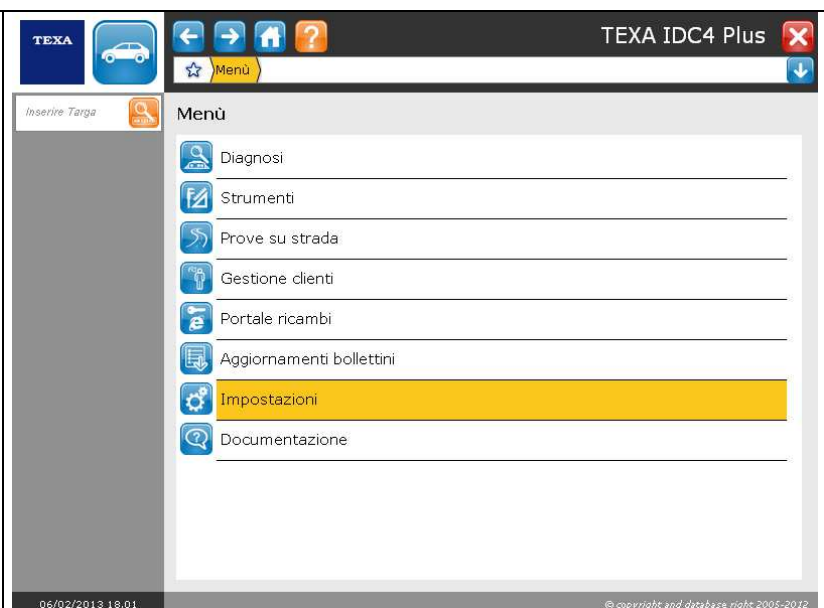 TEXA
TEXA IDC4 Plus
Menù
Inserire Targa
Menù
Diagnosi
Strumenti
Prove su strada
Gestione clienti
Portale ricambi
Aggiornamenti bollettini
Impostazioni
Documentazione
06/02/2013 18.01
© copyright and database right 2005-2012